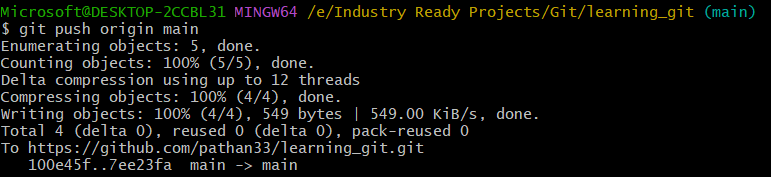 Microsoft@DESKTOP-2CCBL31 MINGW64 /e/Industry Ready Projects/Git/learning_git (main)
$ git push origin main
Enumerating objects: 5, done.
Counting objects: 100% (5/5), done.
Delta compression using up to 12 threads
Compressing objects: 100% (4/4), done.
Writing objects: 100% (4/4), 549 bytes | 549.00 KiB/s, done.
Total 4 (delta 0), reused 0 (delta 0), pack-reused 0
To https://github.com/pathan33/learning_git.git
   100e45f..7ee23fa  main -> main